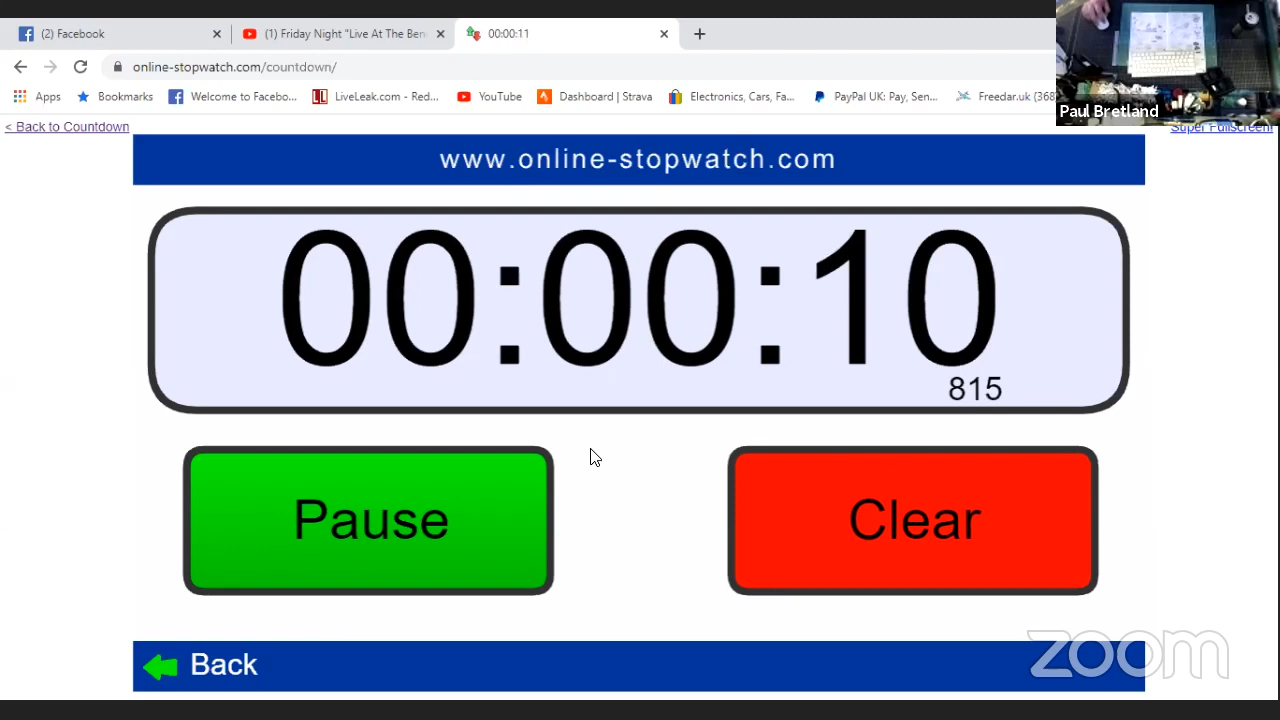 (2) Facebook
(1) Friday Night "Live At The Ben
00:00:11
online-stopwatch.com/countdown/
Apps
Bookmarks
Welcome to Facebo...
LiveLeak.com - Red...
YouTube
Dashboard | Strava
Electronics, Cars, Fa...
PayPal UK: Pay, Sen...
Freedar.uk (368
Paul Bretland
< Back to Countdown
Super Fullscreen!
www.online-stopwatch.com
00:00:10
815
Pause
Clear
Back
zoom